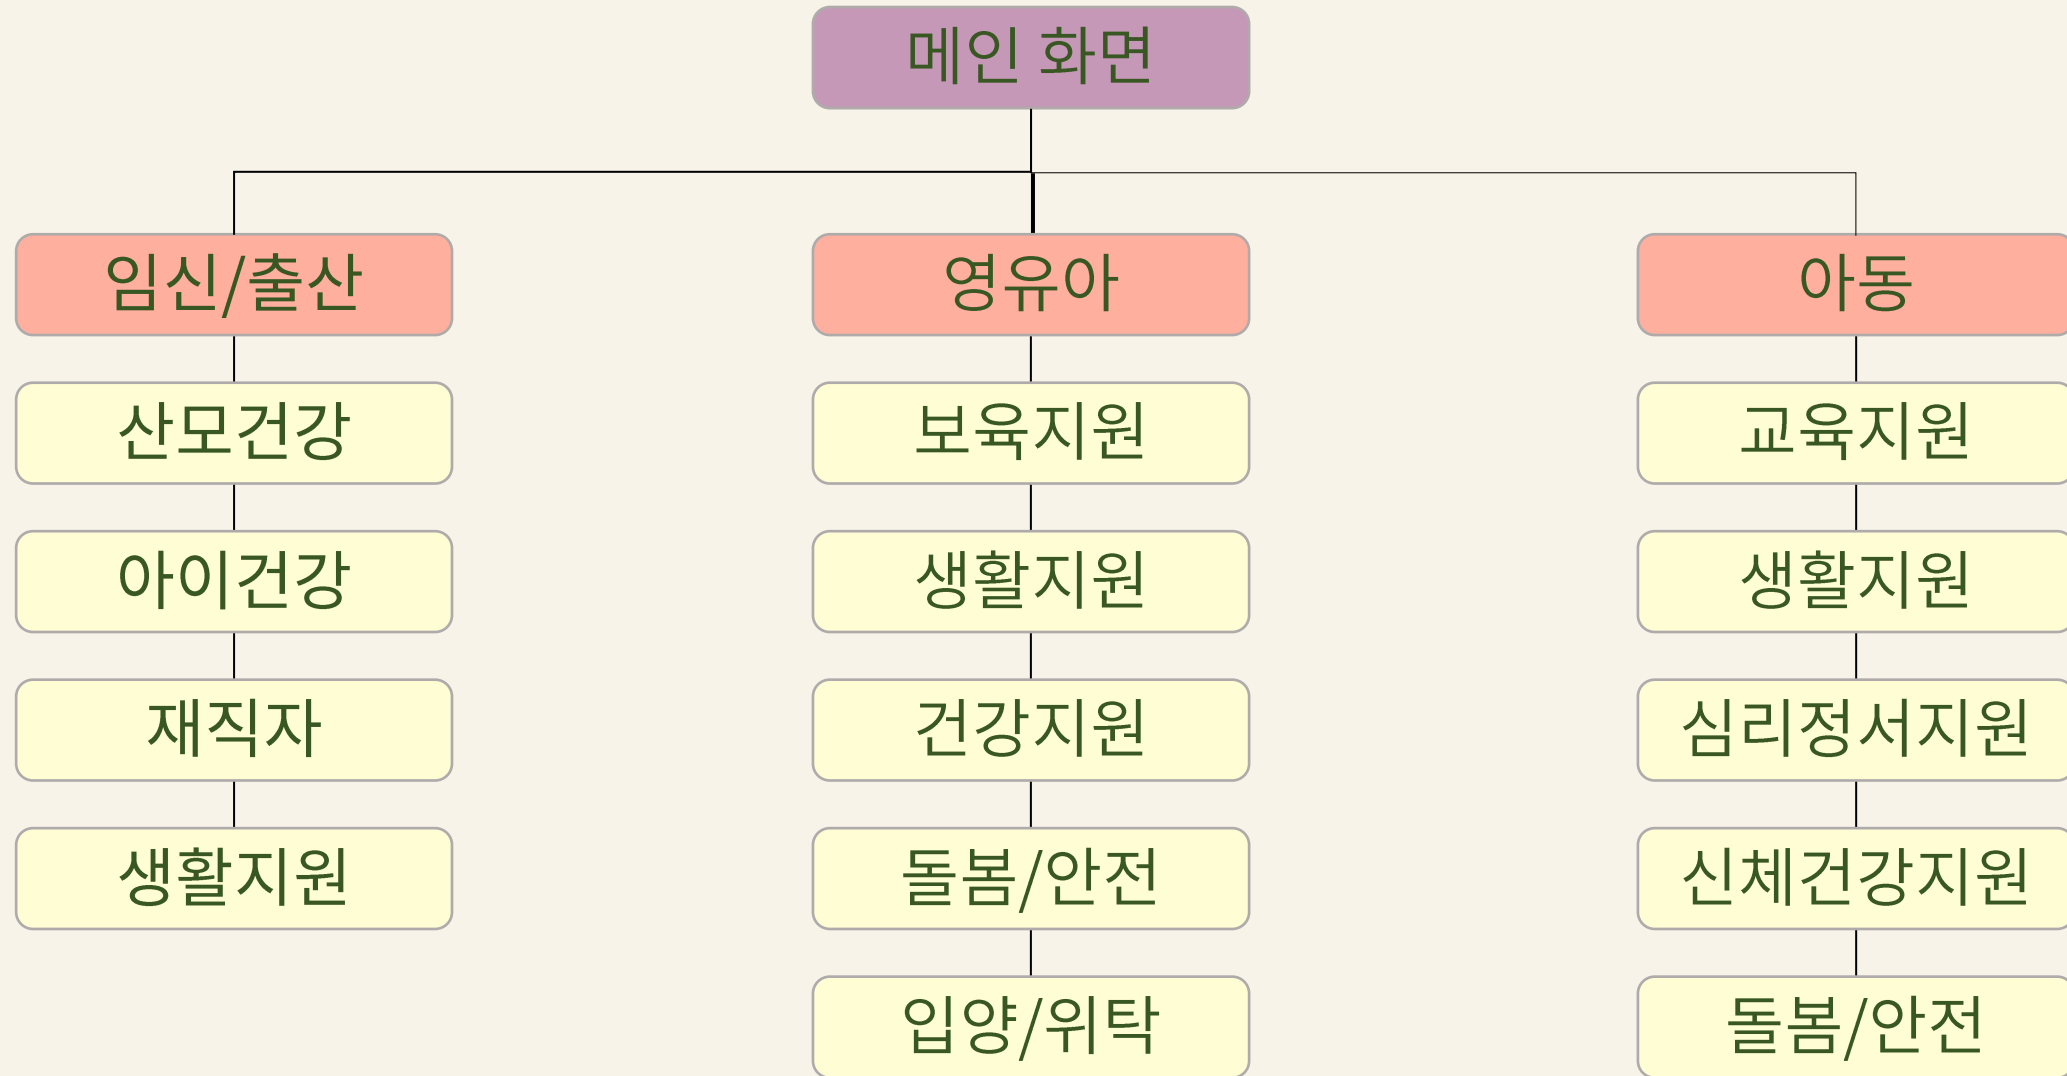 메인 화면
임신/출산
영유아
아동
산모건강
보육지원
교육지원
아이건강
생활지원
생활지원
재직자
건강지원
심리정서지원
생활지원
돌봄/안전
신체건강지원
입양/위탁
돌봄/안전